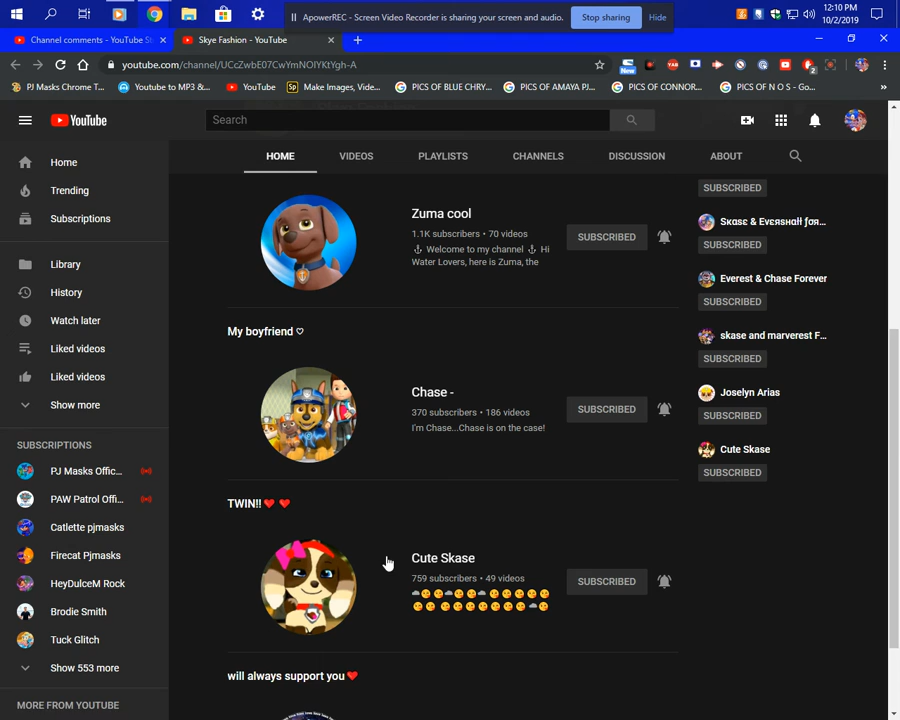 ApowerREC - Screen Video Recorder is sharing your screen and audio. Stop sharing Hide
12:10 PM
10/2/2019
Channel comments - YouTube St
Skye Fashion - YouTube
youtube.com/channel/UCcZwbE07CwYmNOlYKtYgh-A
New
PJ Masks Chrome T...
Youtube to MP3 &...
YouTube
Make Images, Vide...
PICS OF BLUE CHRY...
PICS OF AMAYA PJ...
PICS OF CONNOR...
PICS OF N O S - Go...
YouTube
Search
HOME
VIDEOS
PLAYLISTS
CHANNELS
DISCUSSION
ABOUT
Home
Trending
Subscriptions
Library
History
Watch later
Liked videos
Liked videos
Show more
SUBSCRIPTIONS
PJ Masks Offic...
PAW Patrol Offi...
Catlette pjmasks
Firecat Pjmasks
HeyDulceM Rock
Brodie Smith
Tuck Glitch
Show 553 more
MORE FROM YOUTUBE
Zuma cool
1.1K subscribers • 70 videos
⚓ Welcome to my channel ⚓ Hi
Water Lovers, here is Zuma, the
SUBSCRIBED
My boyfriend ♡
Chase -
370 subscribers • 186 videos
I'm Chase...Chase is on the case!
SUBSCRIBED
TWIN!!❤️ ❤️
Cute Skase
759 subscribers • 49 videos
SUBSCRIBED
will always support you❤️
SUBSCRIBED
SUBSCRIBED
Everest & Chase Forever
SUBSCRIBED
skase and marverest F...
SUBSCRIBED
Joselyn Arias
SUBSCRIBED
Cute Skase
SUBSCRIBED